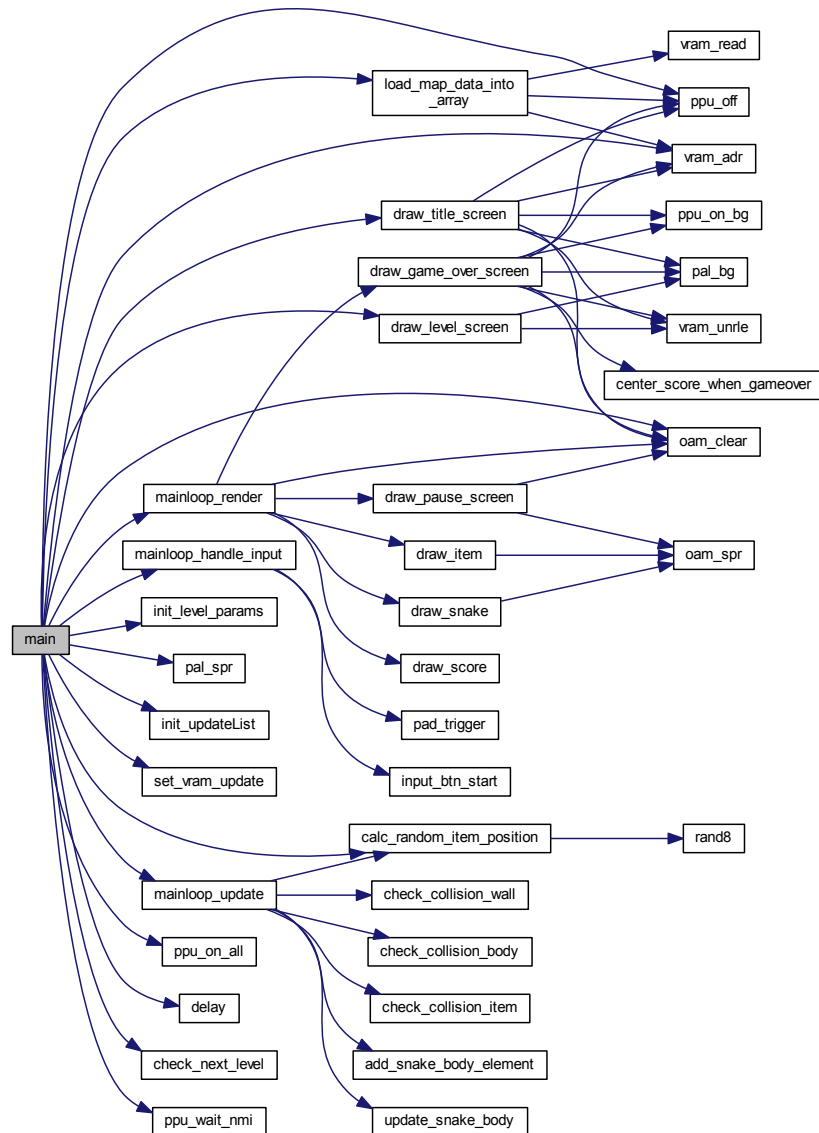 vram_read
load_map_data_into
_array
ppu_off
vram_adr
draw_title_screen
ppu_on_bg
draw_game_over_screen
pal_bg
draw_level_screen
vram_unrle
center_score_when_gameover
oam_clear
mainloop_render
draw_pause_screen
mainloop_handle_input
draw_item
oam_spr
init_level_params
draw_snake
main
pal_spr
draw_score
init_updateList
pad_trigger
set_vram_update
input_btn_start
calc_random_item_position
rand8
mainloop_update
check_collision_wall
ppu_on_all
check_collision_body
delay
check_collision_item
check_next_level
add_snake_body_element
ppu_wait_nmi
update_snake_body